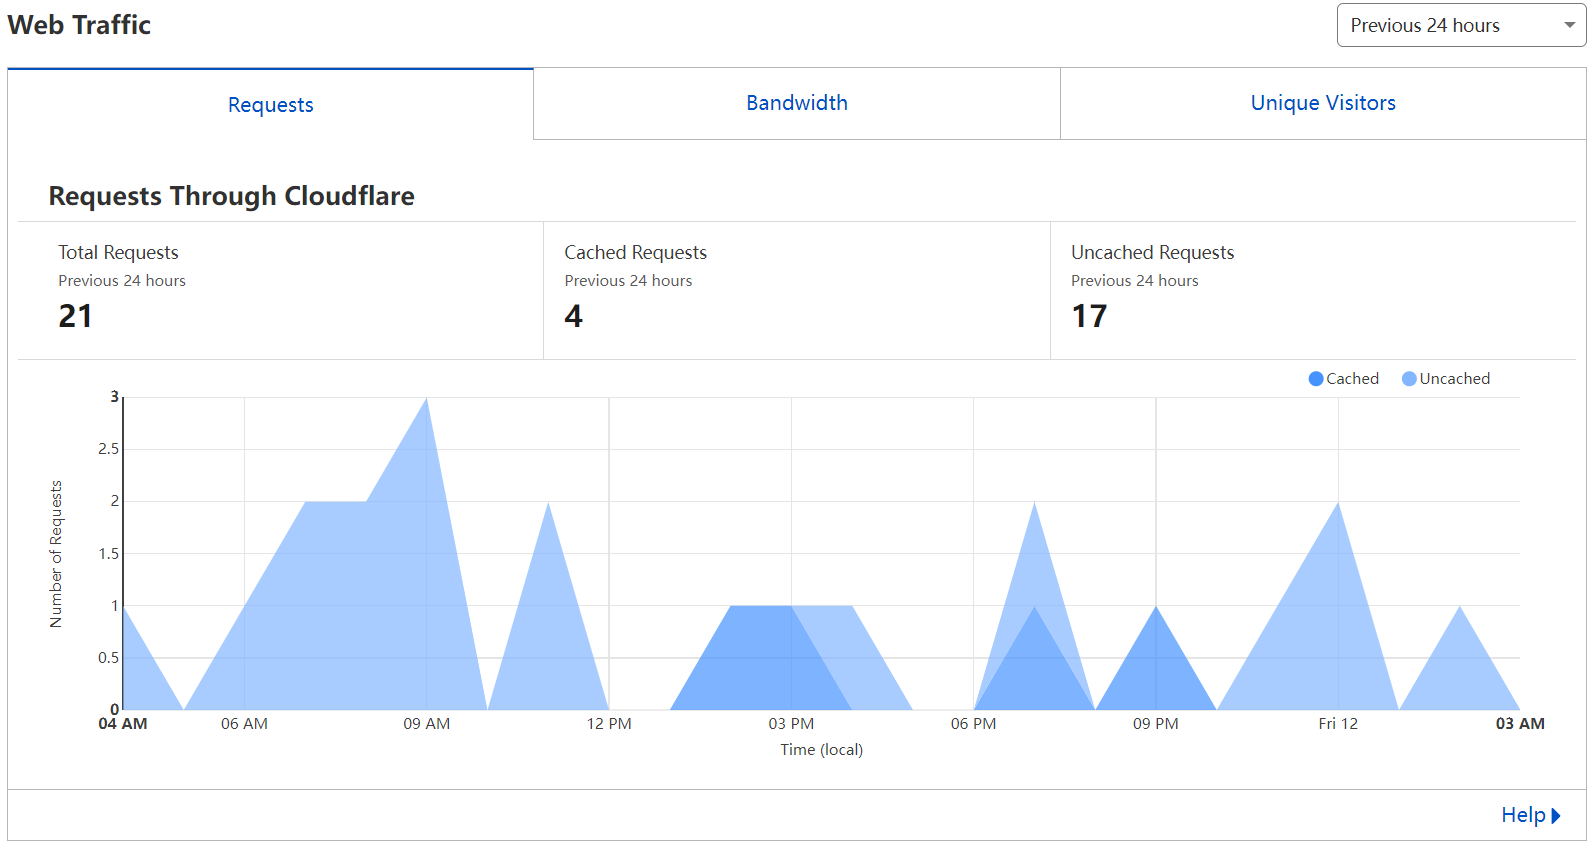 Web Traffic
Previous 24 hours
Requests
Bandwidth
Unique Visitors
Requests Through Cloudflare
Total Requests
Previous 24 hours
21
Cached Requests
Previous 24 hours
4
Uncached Requests
Previous 24 hours
17
Cached
Uncached
Number of Requests
3
2.5
2
1.5
1
0.5
0
04 AM
06 AM
09 AM
12 PM
03 PM
06 PM
09 PM
Fri 12
03 AM
Time (local)
Help